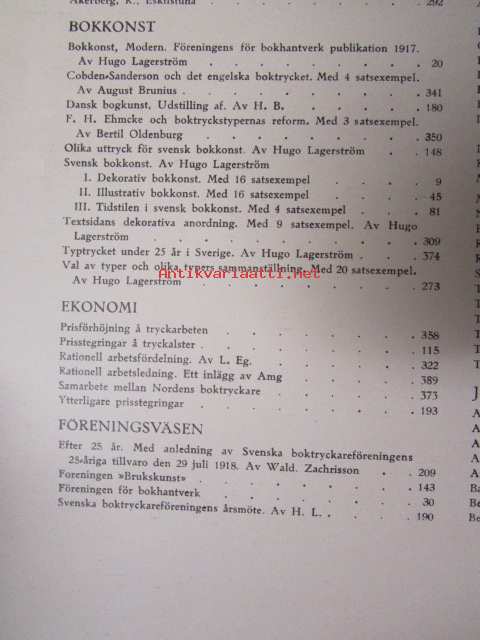 Åkerberg, K., Eskilstuna . . . . 292
BOKKONST
Bokkonst, Modern. Föreningens för bokhantverk publikation 1917.
Av Hugo Lagerström . . . . . . . 20
Cobden-Sanderson och det engelska boktrycket. Med 4 satsexempel.
Av August Brunius . . . . . . . 341
Dansk bogkunst, Udstilling af. Av H. B. . . . . 180
F. H. Ehmcke och boktryckstypernas reform. Med 3 satsexempel.
Av Bertil Oldenburg . . . . . . . 350
Olika uttryck för svensk bokkonst. Av Hugo Lagerström . . 148
Svensk bokkonst. Av Hugo Lagerström
I. Dekorativ bokkonst. Med 16 satsexempel . . . . 9
II. Illustrativ bokkonst. Med 16 satsexempel . . . . 45
III. Tidstilen i svensk bokkonst. Med 4 satsexempel . . . 81
Textsidans dekorativa anordning. Med 9 satsexempel. Av Hugo
Lagerström . . . . . . . . 309
Typtrycket under 25 år i Sverige. Av Hugo Lagerström . . . 374
Val av typer och olika typers sammanställning. Med 20 satsexempel.
Av Hugo Lagerström . . . . . . . 273
Antikvariaatti.net
EKONOMI
Prisförhöjning å tryckarbeten . . . . . . 358
Prisstegringar å tryckalster . . . . . . 115
Rationell arbetsfördelning. Av L. Eg. . . . . . 322
Rationell arbetsledning. Ett inlägg av Amg . . . . 389
Samarbete mellan Nordens boktryckare . . . . . 373
Ytterligare prisstegringar . . . . . . . 193
FÖRENINGSVÄSEN
Efter 25 år. Med anledning av Svenska boktryckareföreningens
25-åriga tillvaro den 29 juli 1918. Av Wald. Zachrisson . . 209
Föreningen »Brukskunst» . . . . . . . 143
Föreningen för bokhantverk . . . . . . 30
Svenska boktryckareföreningens årsmöte. Av H. L. . . . . 190